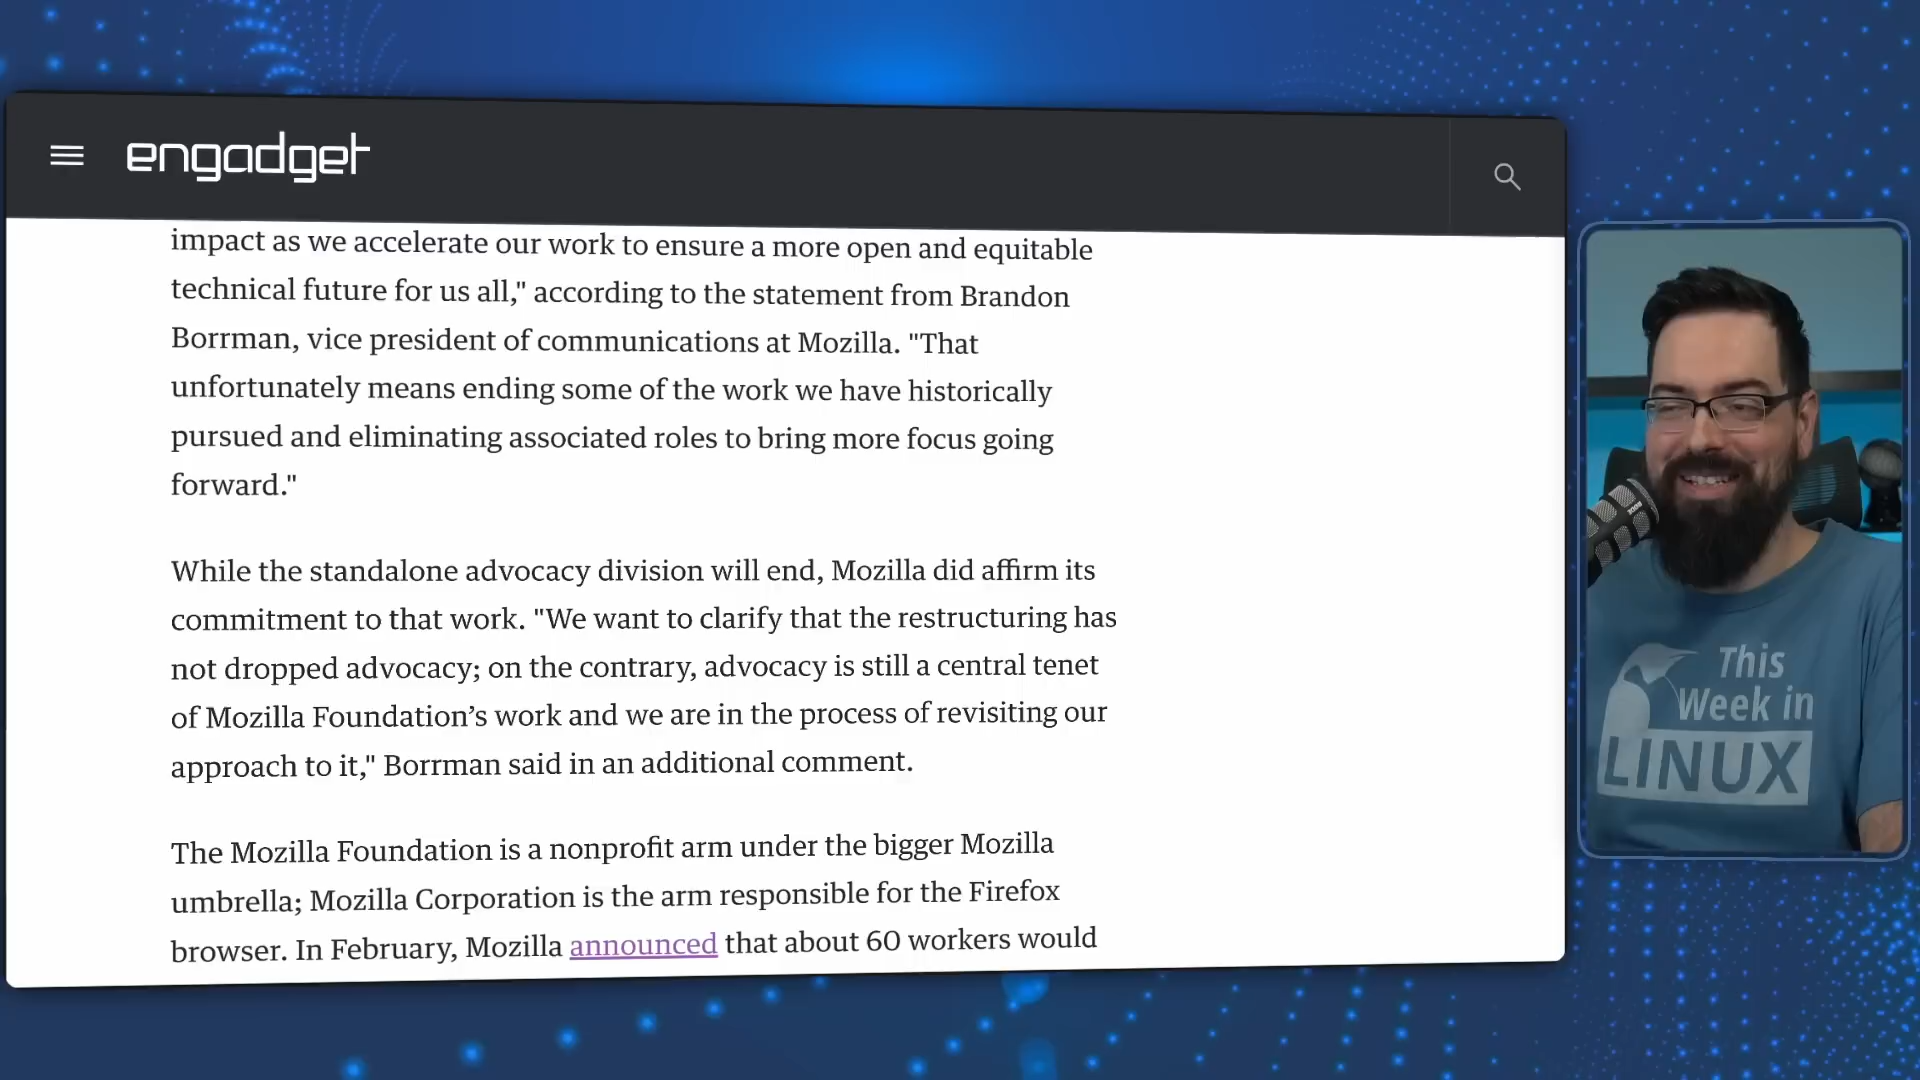 engadget
impact as we accelerate our work to ensure a more open and equitable
technical future for us all," according to the statement from Brandon
Borrman, vice president of communications at Mozilla. "That
unfortunately means ending some of the work we have historically
pursued and eliminating associated roles to bring more focus going
forward."
While the standalone advocacy division will end, Mozilla did affirm its
commitment to that work. "We want to clarify that the restructuring has
not dropped advocacy; on the contrary, advocacy is still a central tenet
of Mozilla Foundation’s work and we are in the process of revisiting our
approach to it," Borrman said in an additional comment.
The Mozilla Foundation is a nonprofit arm under the bigger Mozilla
umbrella; Mozilla Corporation is the arm responsible for the Firefox
browser. In February, Mozilla announced that about 60 workers would
This
Week in
LINUX